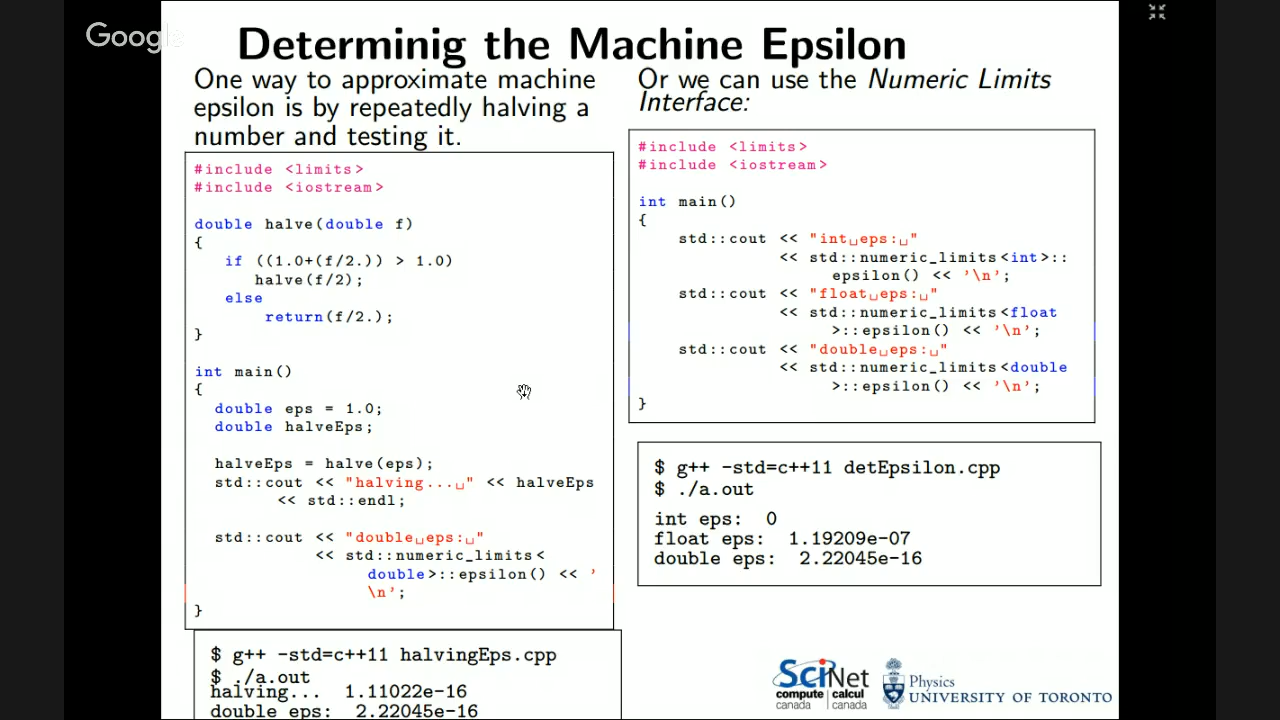 Google
Determinig the Machine Epsilon
One way to approximate machine
epsilon is by repeatedly halving a
number and testing it.
#include <limits>
#include <iostream>
double halve(double f)
{
if ((1.0+(f/2.)) > 1.0)
halve(f/2);
else
return(f/2.);
}
int main()
{
double eps = 1.0;
double halveEps;
halveEps = halve(eps);
std::cout << "halving...␣" << halveEps
<< std::endl;
std::cout << "double␣eps:␣"
<< std::numeric_limits<
double>::epsilon() << '
\n';
}
$ g++ -std=c++11 halvingEps.cpp
$ ./a.out
halving... 1.11022e-16
double eps: 2.22045e-16
Or we can use the Numeric Limits
Interface:
#include <limits>
#include <iostream>
int main()
{
std::cout << "int␣eps:␣"
<< std::numeric_limits<int>::
epsilon() << '\n';
std::cout << "float␣eps:␣"
<< std::numeric_limits<float
>::epsilon() << '\n';
std::cout << "double␣eps:␣"
<< std::numeric_limits<double
>::epsilon() << '\n';
}
$ g++ -std=c++11 detEpsilon.cpp
$ ./a.out
int eps: 0
float eps: 1.19209e-07
double eps: 2.22045e-16
SciNet
compute calcul
canada canada
Physics
UNIVERSITY OF TORONTO